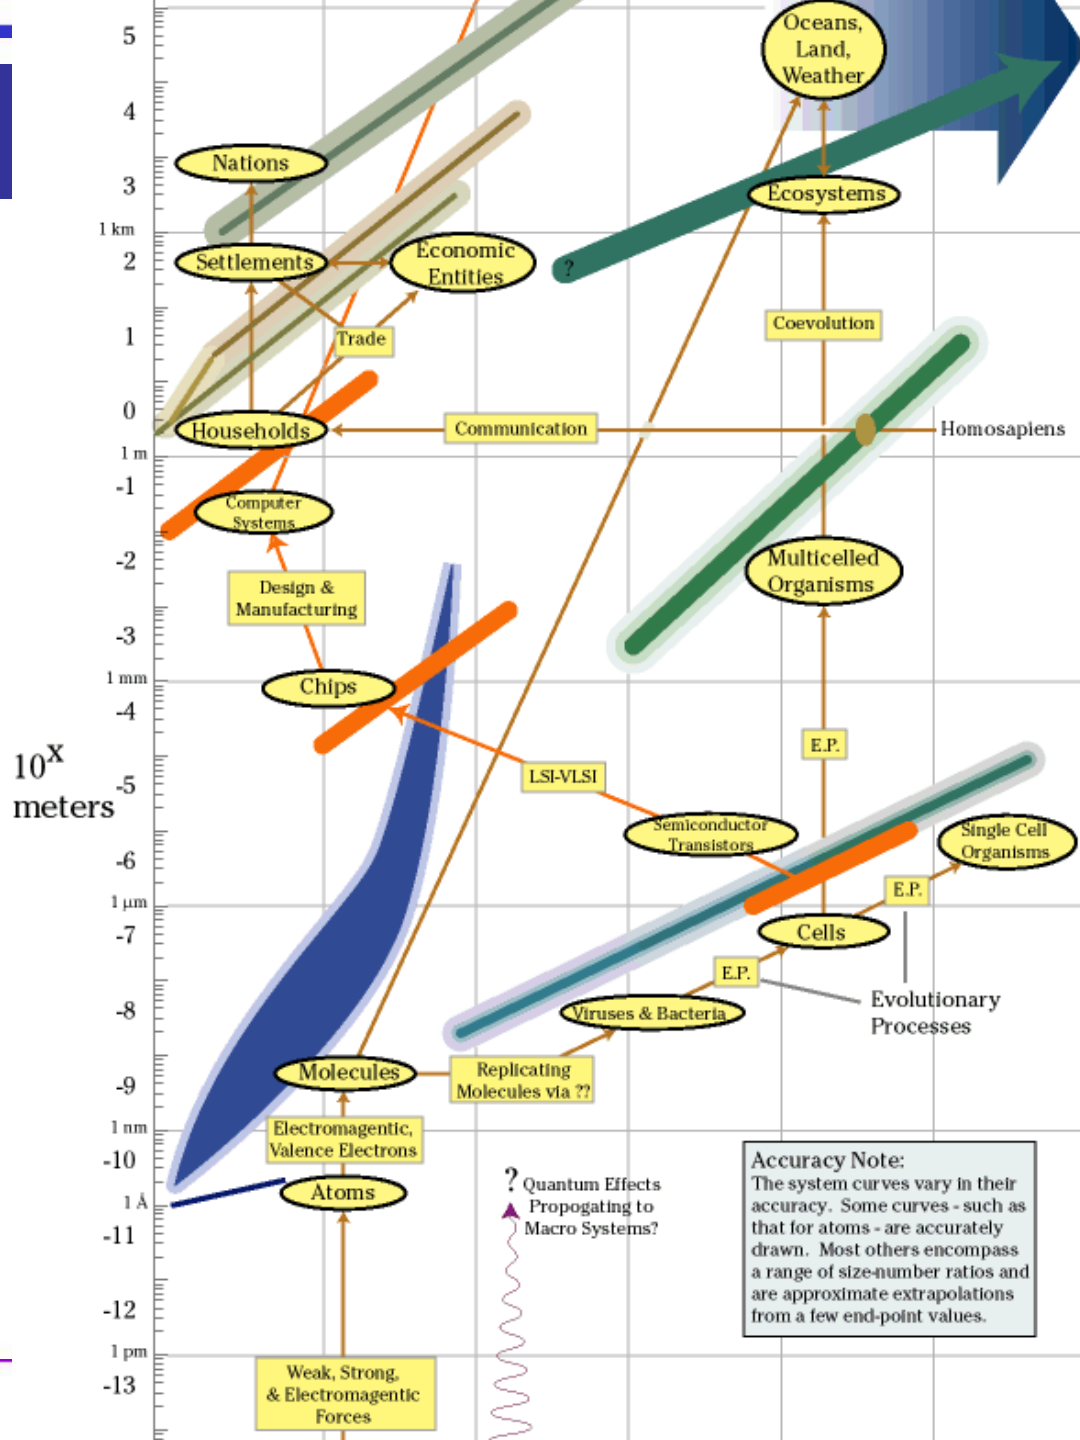 Oceans,
Land,
Weather
5
4
Nations
3
Ecosystems
1 km
2
Settlements
Economic
Entities
?
Coevolution
1
Trade
0
Households
Communication
Homosapiens
1 m
-1
Computer
Systems
-2
Multicelled
Organisms
Design &
Manufacturing
-3
1 mm
Chips
-4
10x
meters
E.P.
LSI-VLSI
-5
Semiconductor
Transistors
Single Cell
Organisms
-6
E.P.
1 µm
-7
Cells
E.P.
Evolutionary
Processes
-8
Viruses & Bacteria
Molecules
Replicating
Molecules via ??
-9
1 nm
Electromagentic,
Valence Electrons
-10
1 Å
Atoms
? Quantum Effects
Propogating to
Macro Systems?
Accuracy Note:
The system curves vary in their
accuracy. Some curves - such as
that for atoms - are accurately
drawn. Most others encompass
a range of size-number ratios and
are approximate extrapolations
from a few end-point values.
-11
-12
1 pm
-13
Weak, Strong,
& Electromagentic
Forces